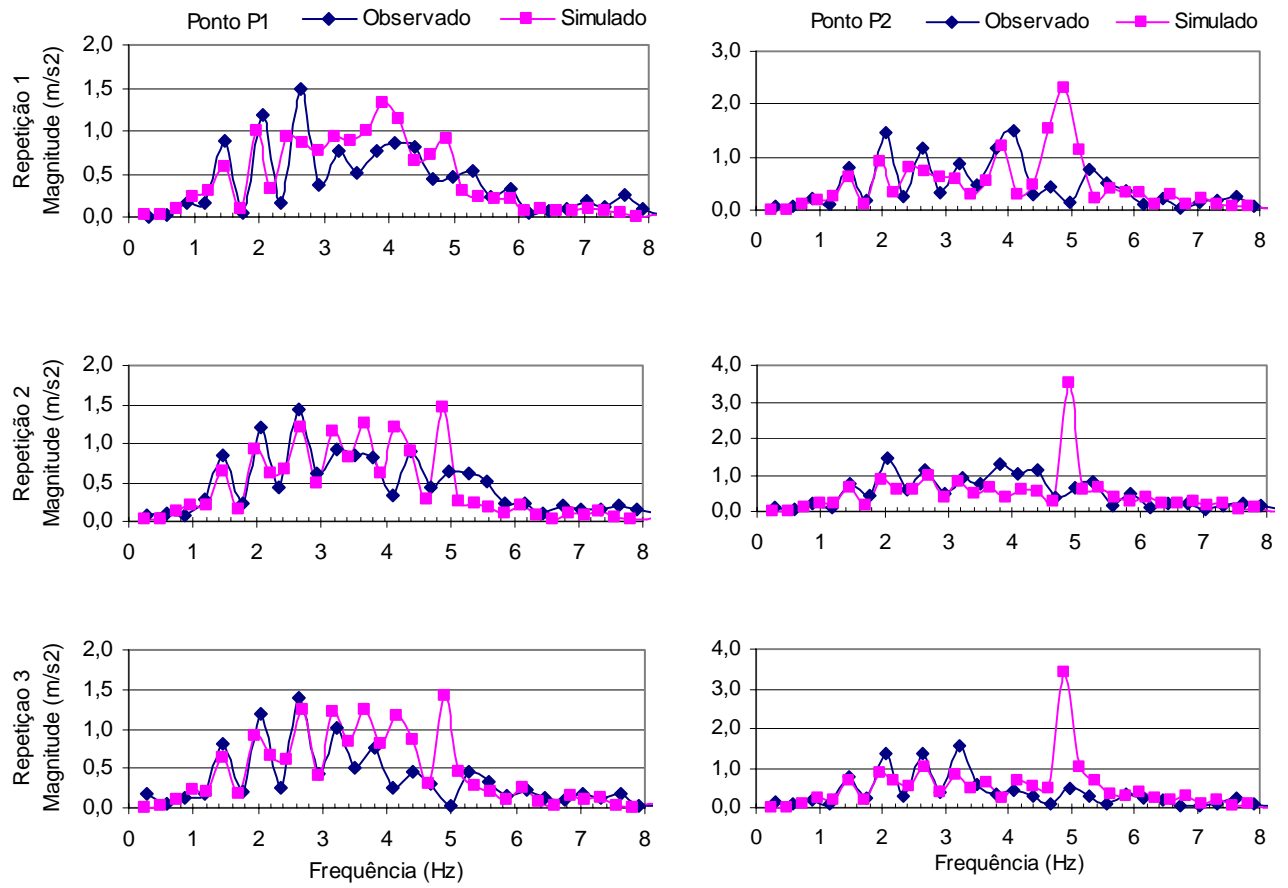 Ponto P1 Observado Simulado
Repetição 1
Magnitude (m/s2)
2,0
1,5
1,0
0,5
0,0
0 1 2 3 4 5 6 7 8
Ponto P2 Observado Simulado
3,0
2,0
1,0
0,0
0 1 2 3 4 5 6 7 8
Repetição 2
Magnitude (m/s2)
2,0
1,5
1,0
0,5
0,0
0 1 2 3 4 5 6 7 8
4,0
3,0
2,0
1,0
0,0
0 1 2 3 4 5 6 7 8
Repetiçao 3
Magnitude (m/s2)
2,0
1,5
1,0
0,5
0,0
0 1 2 3 4 5 6 7 8
Frequência (Hz)
4,0
3,0
2,0
1,0
0,0
0 1 2 3 4 5 6 7 8
Frequência (Hz)